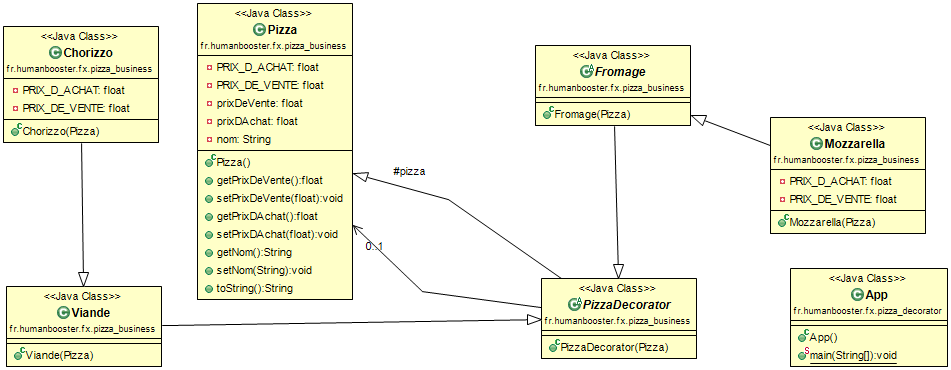 <<Java Class>>
Chorizzo
fr.humanbooster.fx.pizza_business
PRIX_D_ACHAT: float
PRIX_DE_VENTE: float
Chorizzo(Pizza)
<<Java Class>>
Pizza
fr.humanbooster.fx.pizza_business
PRIX_D_ACHAT: float
PRIX_DE_VENTE: float
prixDeVente: float
prixDAchat: float
nom: String
Pizza()
getPrixDeVente():float
setPrixDeVente(float):void
getPrixDAchat():float
setPrixDAchat(float):void
getNom():String
setNom(String):void
toString():String
<<Java Class>>
Fromage
fr.humanbooster.fx.pizza_business
Fromage(Pizza)
<<Java Class>>
Mozzarella
fr.humanbooster.fx.pizza_business
PRIX_D_ACHAT: float
PRIX_DE_VENTE: float
Mozzarella(Pizza)
#pizza
0..1
<<Java Class>>
Viande
fr.humanbooster.fx.pizza_business
Viande(Pizza)
<<Java Class>>
PizzaDecorator
fr.humanbooster.fx.pizza_business
PizzaDecorator(Pizza)
<<Java Class>>
App
fr.humanbooster.fx.pizza_decorator
App()
main(String[]):void